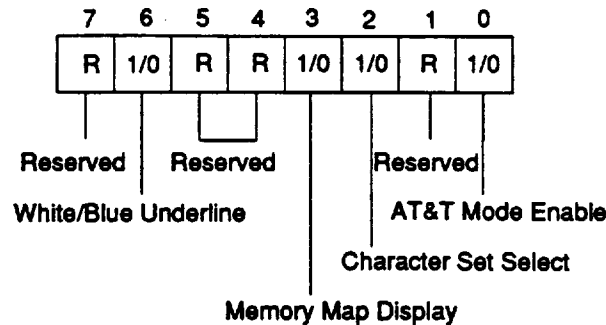 7 6 5 4 3 2 1 0
R 1/0 R R 1/0 1/0 R 1/0
Reserved Reserved Reserved
White/Blue Underline AT&T Mode Enable
Character Set Select
Memory Map Display